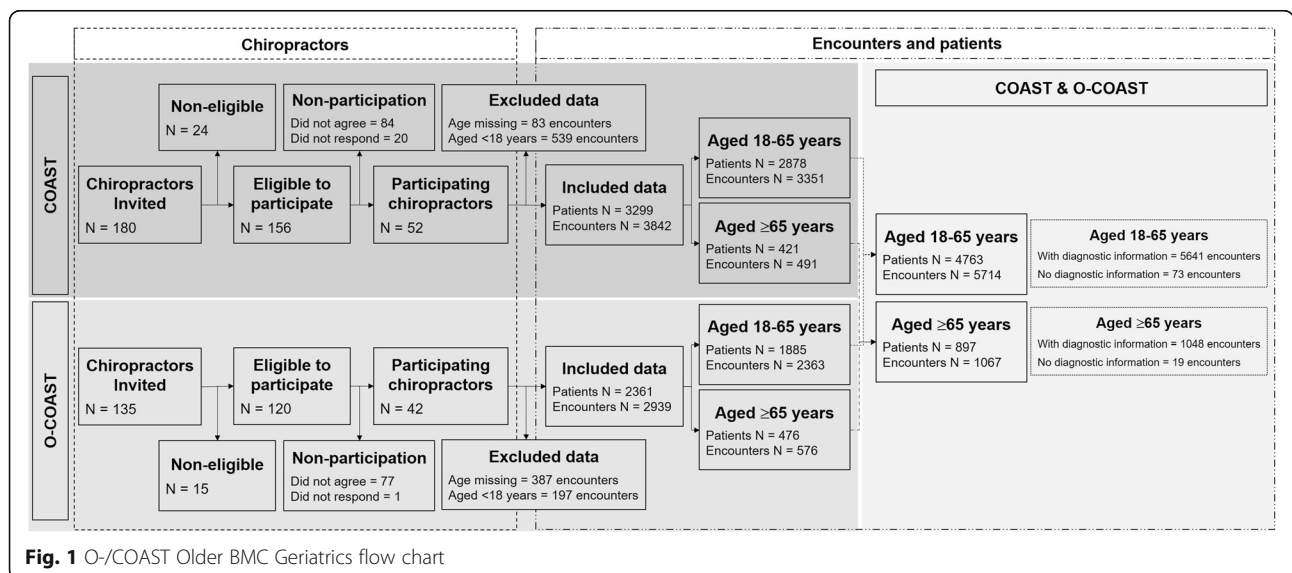 Chiropractors
Encounters and patients
COAST
Non-eligible
N = 24
Non-participation
Did not agree = 84
Did not respond = 20
Excluded data
Age missing = 83 encounters
Aged <18 years = 539 encounters
Chiropractors
Invited
N = 180
Eligible to
participate
N = 156
Participating
chiropractors
N = 52
Included data
Patients N = 3299
Encounters N = 3842
Aged 18-65 years
Patients N = 2878
Encounters N = 3351
Aged ≥65 years
Patients N = 421
Encounters N = 491
O-COAST
Chiropractors
Invited
N = 135
Eligible to
participate
N = 120
Participating
chiropractors
N = 42
Non-eligible
N = 15
Non-participation
Did not agree = 77
Did not respond = 1
Excluded data
Age missing = 387 encounters
Aged <18 years = 197 encounters
Included data
Patients N = 2361
Encounters N = 2939
Aged 18-65 years
Patients N = 1885
Encounters N = 2363
Aged ≥65 years
Patients N = 476
Encounters N = 576
COAST & O-COAST
Aged 18-65 years
Patients N = 4763
Encounters N = 5714
Aged 18-65 years
With diagnostic information = 5641 encounters
No diagnostic information = 73 encounters
Aged ≥65 years
Patients N = 897
Encounters N = 1067
Aged ≥65 years
With diagnostic information = 1048 encounters
No diagnostic information = 19 encounters
Fig. 1 O-/COAST Older BMC Geriatrics flow chart